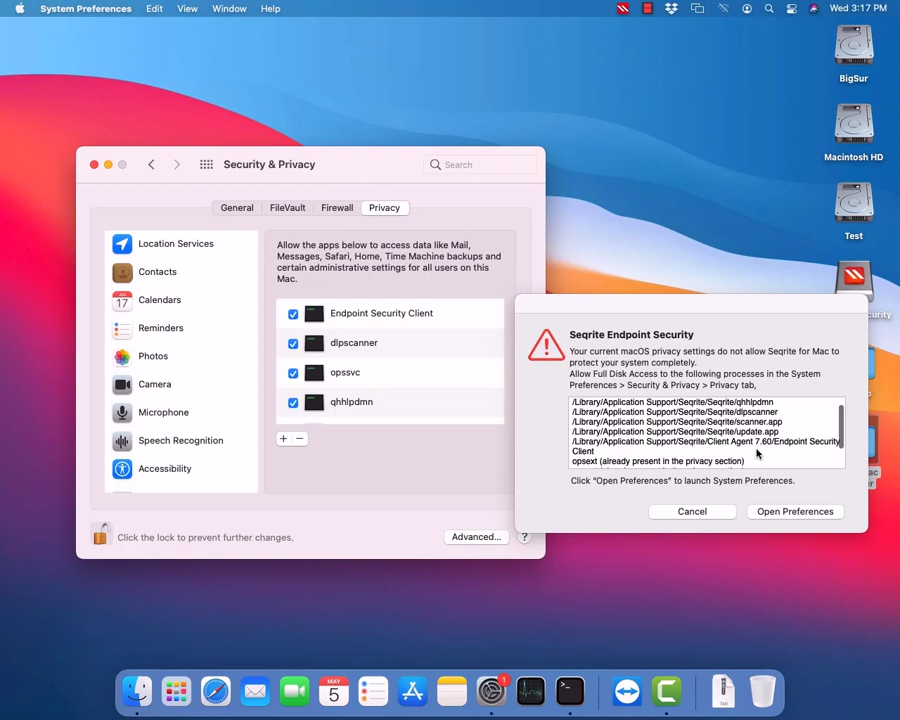 System Preferences Edit View Window Help
Wed 3:17 PM
BigSur
Macintosh HD
Test
Security & Privacy
Search
General FileVault Firewall Privacy
Location Services
Contacts
JUL
17
Calendars
Reminders
Photos
Camera
Microphone
Speech Recognition
Accessibility
Allow the apps below to access data like Mail,
Messages, Safari, Home, Time Machine backups and
certain administrative settings for all users on this
Mac.
Endpoint Security Client
dlpscanner
opssvc
qhhlpdmn
+ −
Click the lock to prevent further changes.
Advanced... ?
Seqrite Endpoint Security
Your current macOS privacy settings do not allow Seqrite for Mac to
protect your system completely.
Allow Full Disk Access to the following processes in the System
Preferences > Security & Privacy > Privacy tab,
/Library/Application Support/Seqrite/Seqrite/qhhlpdmn
/Library/Application Support/Seqrite/Seqrite/dlpscanner
/Library/Application Support/Seqrite/Seqrite/scanner.app
/Library/Application Support/Seqrite/Seqrite/update.app
/Library/Application Support/Seqrite/Client Agent 7.60/Endpoint Security
Client
opsext (already present in the privacy section)
Click "Open Preferences" to launch System Preferences.
Cancel Open Preferences
curity
MAY
5
1